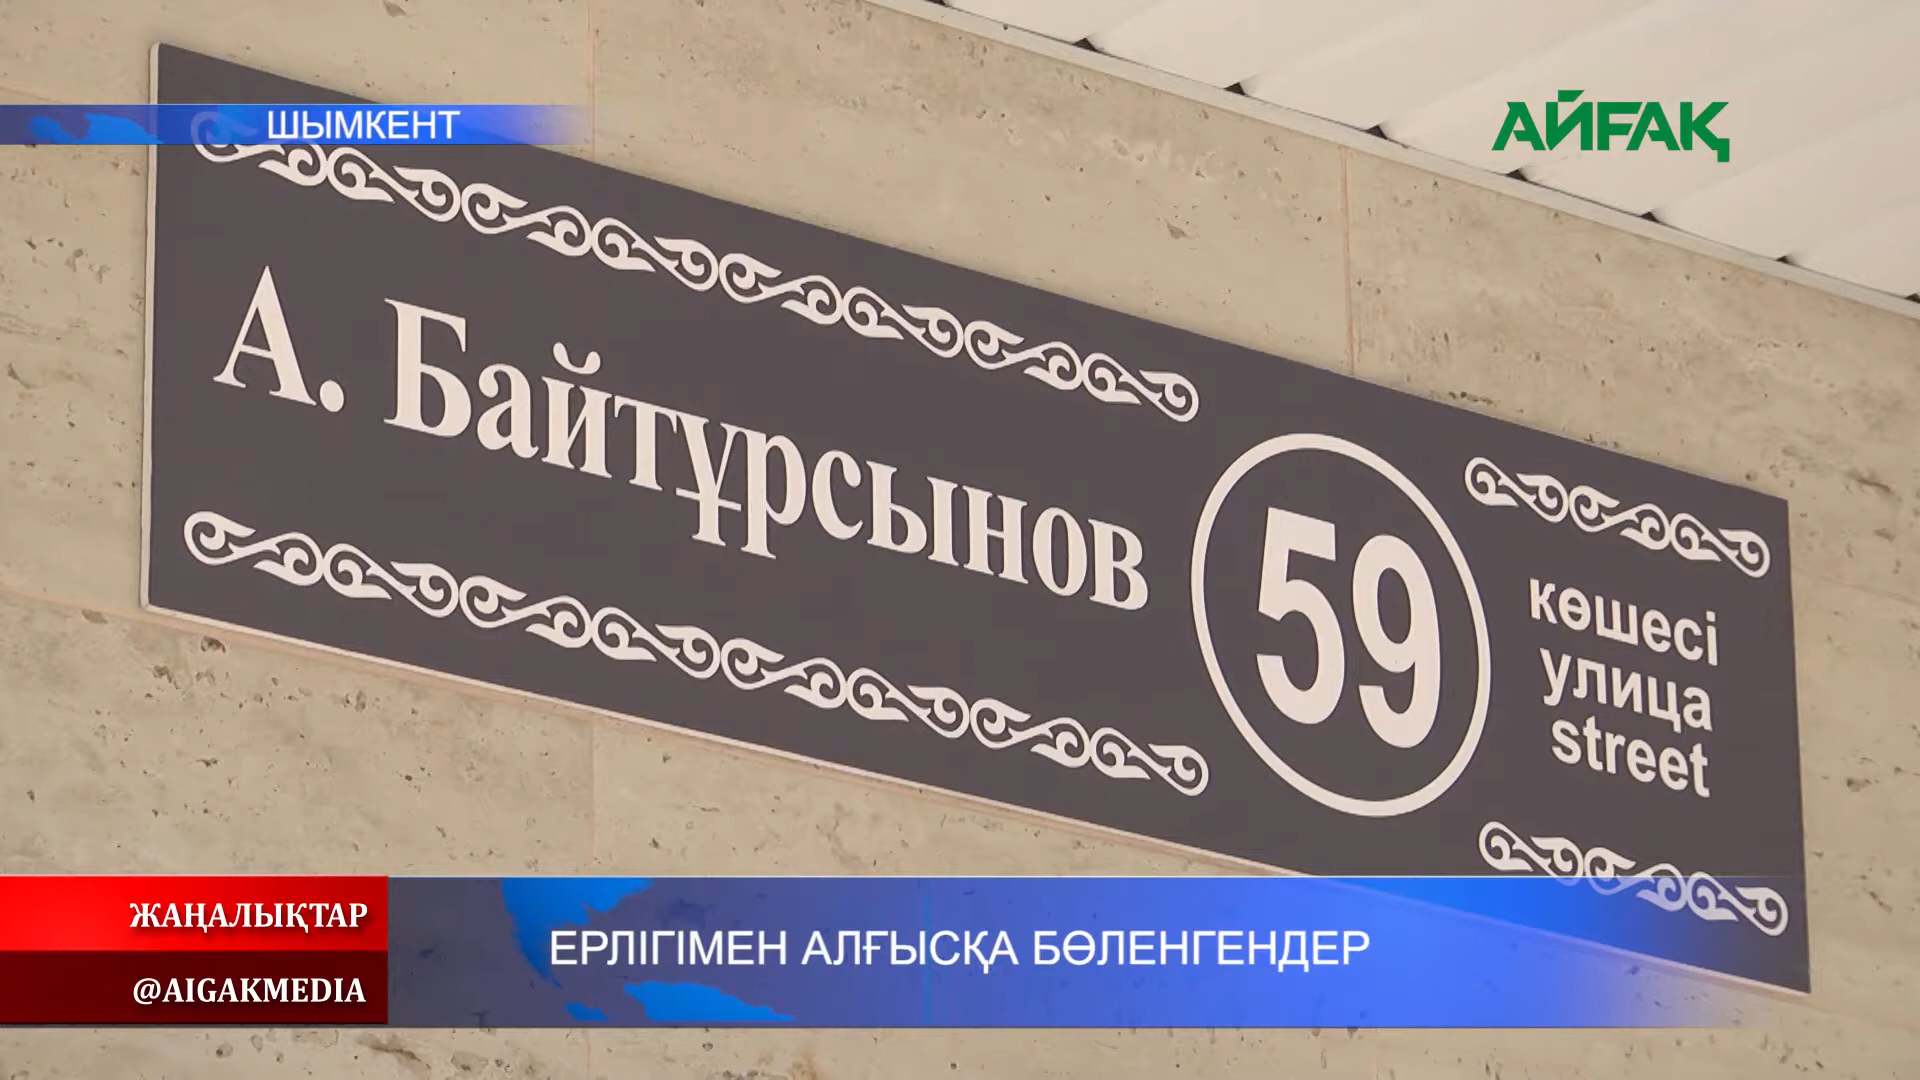 ШЫМКЕНТ
АЙҒАҚ
А. Байтұрсынов
59
көшесі
улица
street
ЖАҢАЛЫҚТАР
@AIGAKMEDIA
ЕРЛІГІМЕН АЛҒЫСҚА БӨЛЕНГЕНДЕР